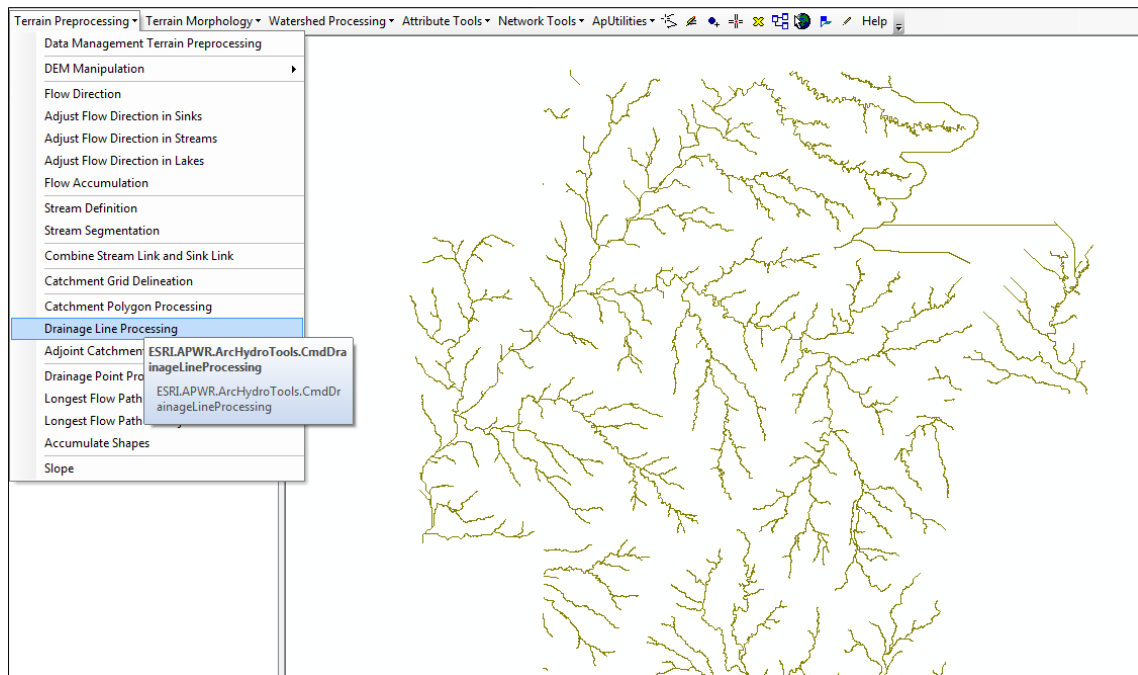 Terrain Preprocessing Terrain Morphology Watershed Processing Attribute Tools Network Tools ApUtilities Help
Data Management Terrain Preprocessing
DEM Manipulation
Flow Direction
Adjust Flow Direction in Sinks
Adjust Flow Direction in Streams
Adjust Flow Direction in Lakes
Flow Accumulation
Stream Definition
Stream Segmentation
Combine Stream Link and Sink Link
Catchment Grid Delineation
Catchment Polygon Processing
Drainage Line Processing
Adjoint Catchment
ESRI.APWR.ArcHydroTools.CmdDra
inageLineProcessing
ESRI.APWR.ArcHydroTools.CmdDr
ainageLineProcessing
Drainage Point Pro
Longest Flow Path
Longest Flow Path
Accumulate Shapes
Slope